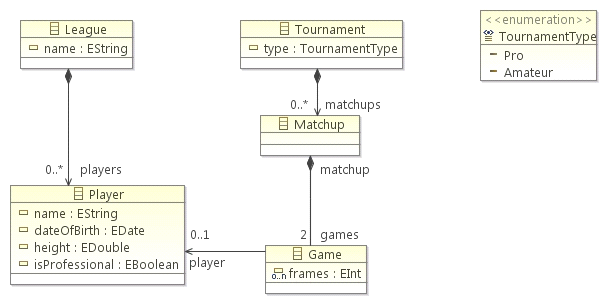 League
name : EString
0..*
players
Player
name : EString
dateOfBirth : EDate
height : EDouble
isProfessional : EBoolean
Tournament
type : TournamentType
0..*
matchups
Matchup
matchup
2
games
0..1
player
Game
0..n
frames : EInt
<<enumeration>>
TournamentType
Pro
Amateur